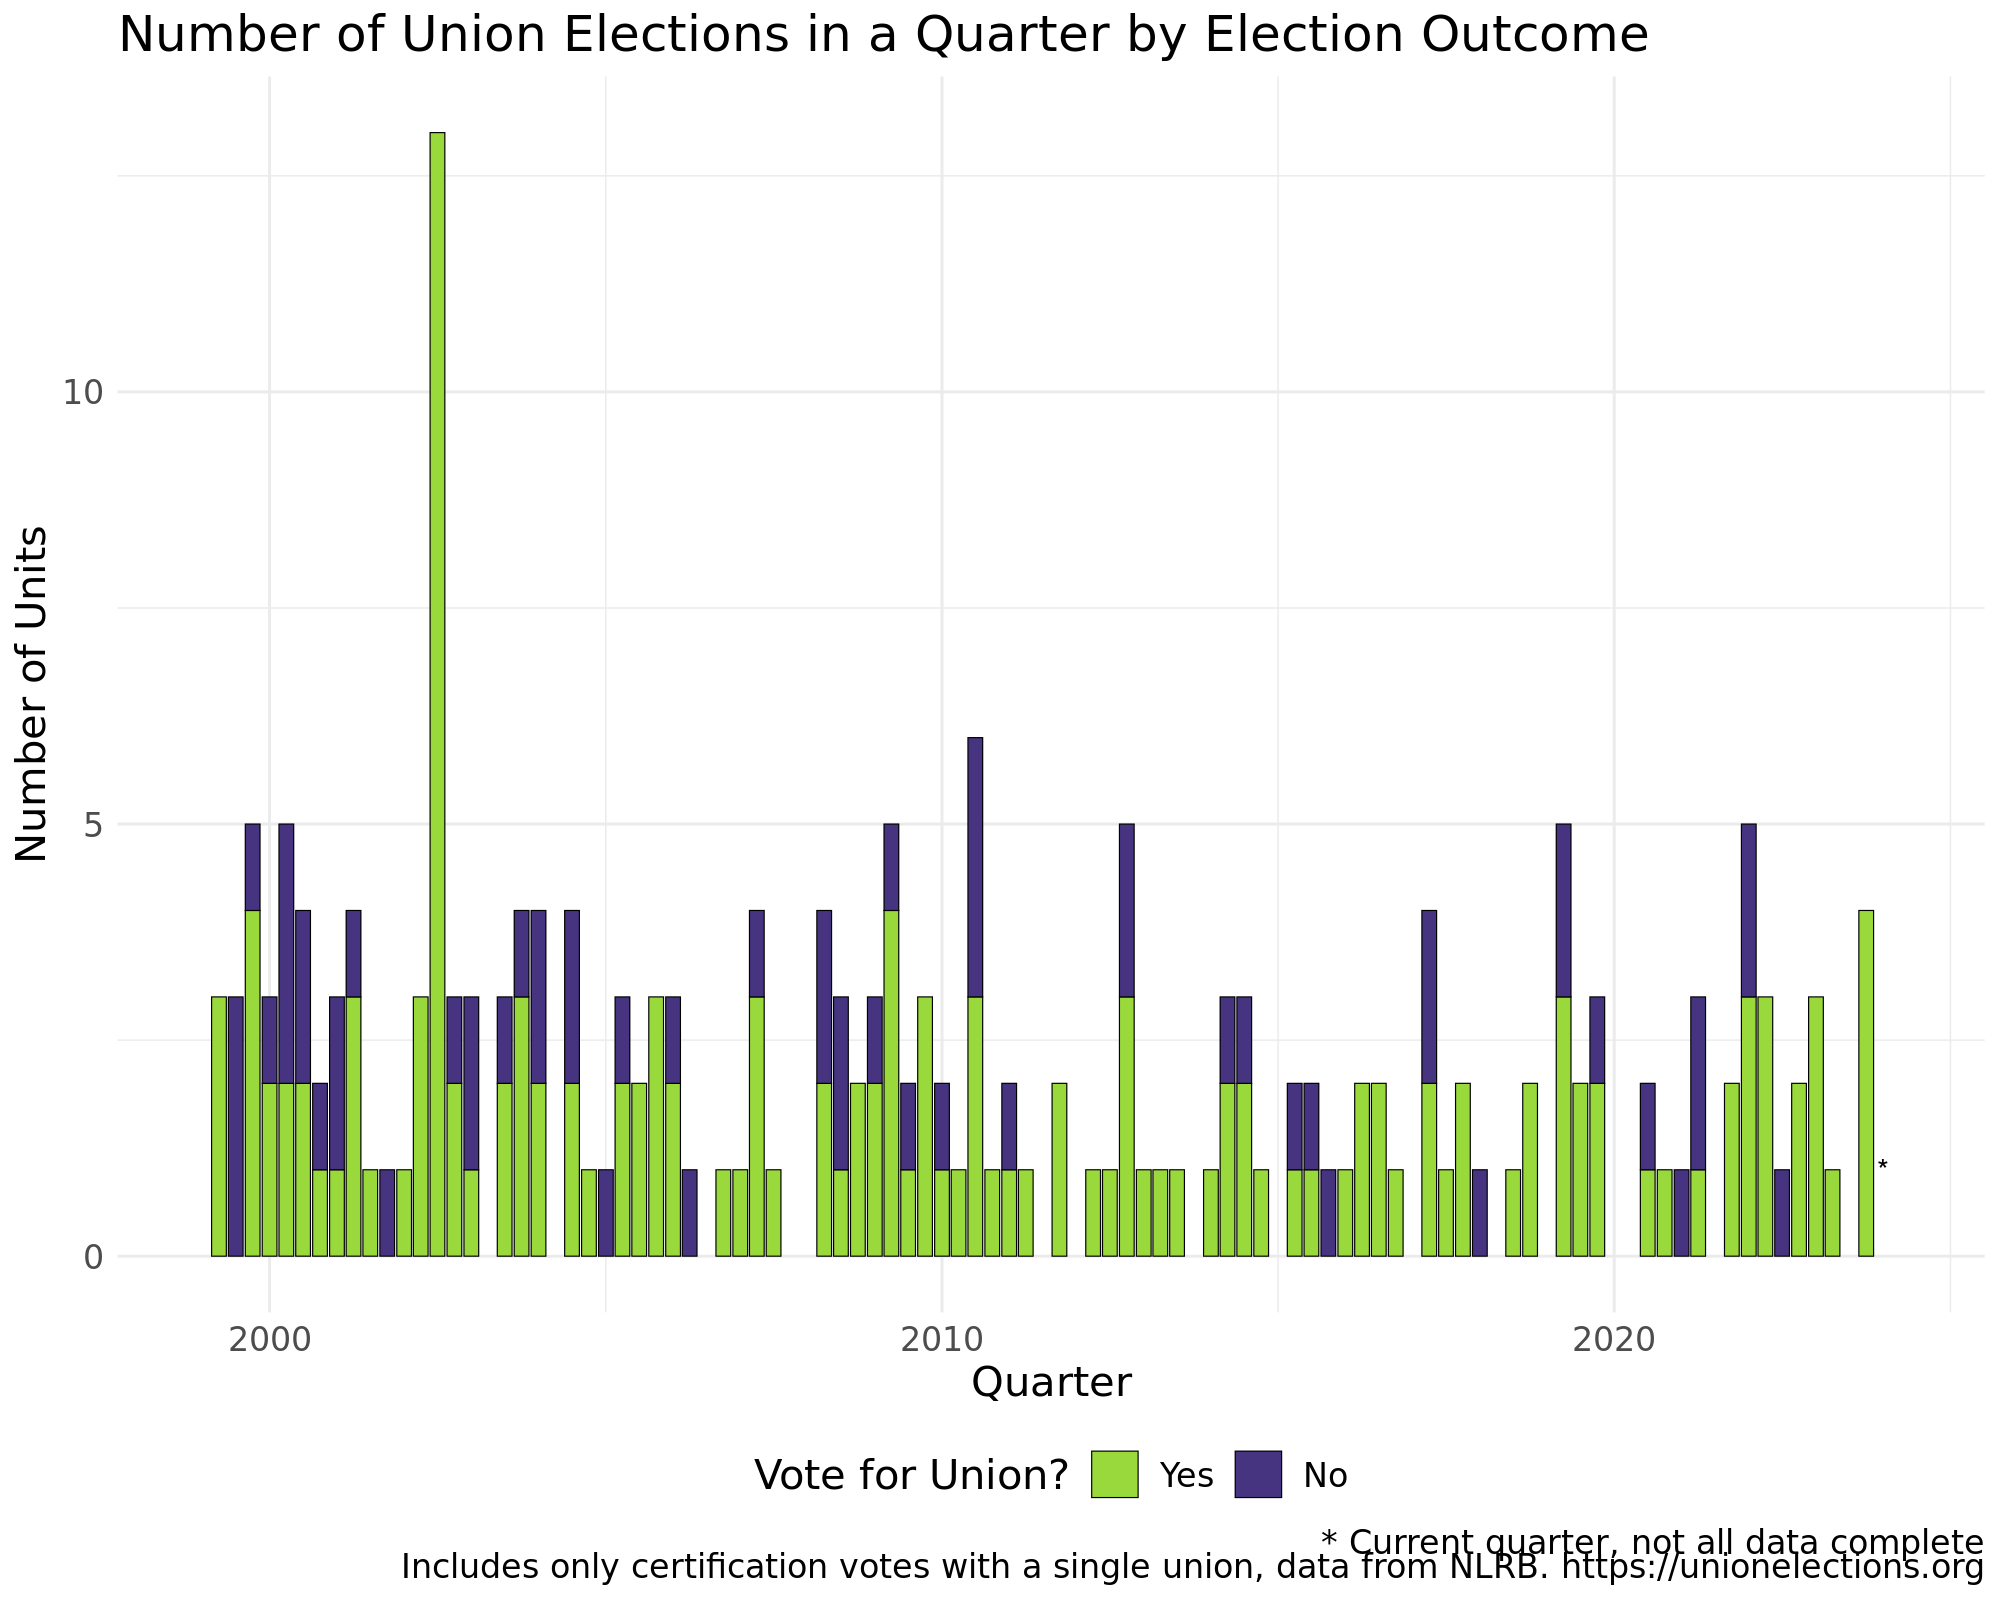 Number of Union Elections in a Quarter by Election Outcome
Number of Units
10
5
0
*
2000 2010 2020
Quarter
Vote for Union? Yes No
* Current quarter, not all data complete
Includes only certification votes with a single union, data from NLRB. https://unionelections.org